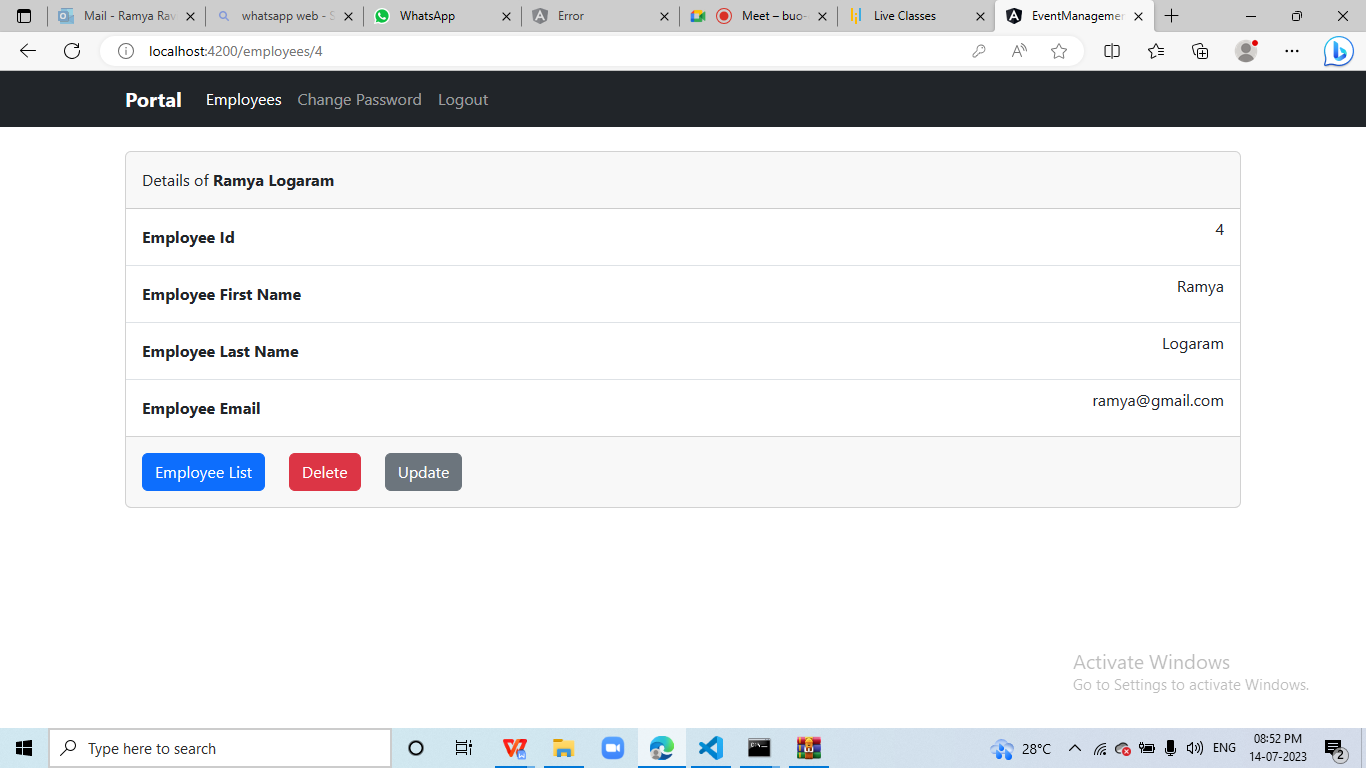 Mail - Ramya Rav
whatsapp web - S
WhatsApp
Error
Meet – buo-
Live Classes
EventManagemen
localhost:4200/employees/4
Portal Employees Change Password Logout
Details of Ramya Logaram
Employee Id 4
Employee First Name Ramya
Employee Last Name Logaram
Employee Email ramya@gmail.com
Employee List Delete Update
Activate Windows
Go to Settings to activate Windows.
Type here to search
28°C
ENG
08:52 PM
14-07-2023
2